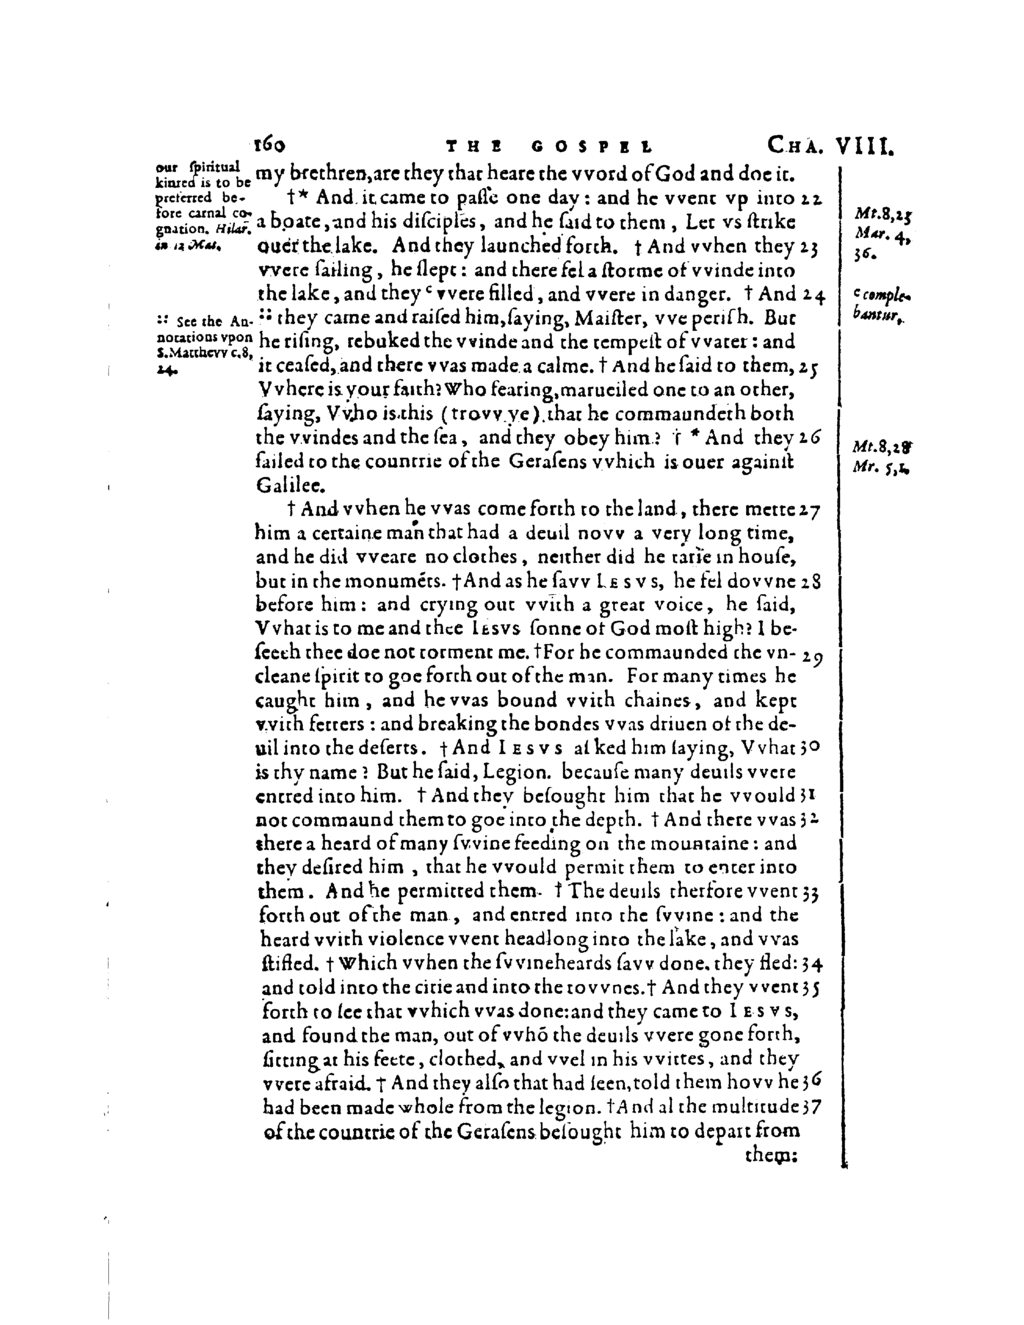 160 THE GOSPEL CHA. VIII.
our ſpiritual
kinred is to be
preferred be-
fore carnal co-
gnation. Hilar.
in 12 Mat.
my brethren, are they that heare the vvord of God and doe it.
†* And it came to paſſe one day: and he vvent vp into 22
a boate, and his diſciples, and he ſaid to them, Let vs ſtrike
ouer the lake. And they launched forth. † And vvhen they 23
vvere ſailing, he ſlept: and there fel a ſtorme of vvinde into
the lake, and they ᶜ vvere filled, and vvere in danger. † And 24
:: they came and raiſed him, ſaying, Maiſter, vve periſh. But
he riſing, rebuked the vvinde and the tempeſt of vvater: and
it ceaſed, and there vvas made a calme. † And he ſaid to them, 25
Vvhere is your faith? Who fearing, marueiled one to an other,
ſaying, Vvho is this (trovv ye) that he commaundeth both
the vvindes and the ſea, and they obey him? † * And they 26
ſailed to the countrie of the Geraſens vvhich is ouer againſt
Galilee.
† And vvhen he vvas come forth to the land, there mette 27
him a certaine man that had a deuil novv a very long time,
and he did vveare no clothes, neither did he tarie in houſe,
but in the monumēts. † And as he ſavv IESVS, he fel dovvne 28
before him: and crying out vvith a great voice, he ſaid,
Vvhat is to me and thee IESVS ſonne of God moſt high? I be-
ſeeth thee doe not torment me. † For he commaunded the vn- 29
cleane ſpirit to goe forth out of the man. For many times he
caught him, and he vvas bound vvith chaines, and kept
vvith fetters: and breaking the bondes vvas driuen of the de-
uil into the deſerts. † And IESVS aſked him ſaying, Vvhat 30
is thy name? But he ſaid, Legion. becauſe many deuils vvere
entred into him. † And they beſought him that he vvould 31
not commaund them to goe into the depth. † And there vvas 32
there a heard of many ſvvine feeding on the mountaine: and
they deſired him, that he vvould permit them to enter into
them. And he permitted them. † The deuils therfore vvent 33
forth out of the man, and entred into the ſvvine: and the
heard vvith violence vvent headlong into the lake, and vvas
ſtifled. † Which vvhen the ſvvineheards ſavv done, they fled: 34
and told into the citie and into the tovvnes. † And they vvent 35
forth to ſee that vvhich vvas done: and they came to IESVS,
and found the man, out of vvhō the deuils vvere gone forth,
ſitting at his feete, clothed, and vvel in his vvittes, and they
vvere afraid. † And they alſo that had ſeen, told them hovv he 36
had been made whole from the legion. † And al the multitude 37
of the countrie of the Geraſens beſought him to depart from
them:
:: See the An-
notations vpon
S. Matthevv c. 8,
24.
Mt. 8, 23
Mar. 4,
36.
ᶜ comple-
bantur,
Mt. 8, 28
Mr. 5, 1.